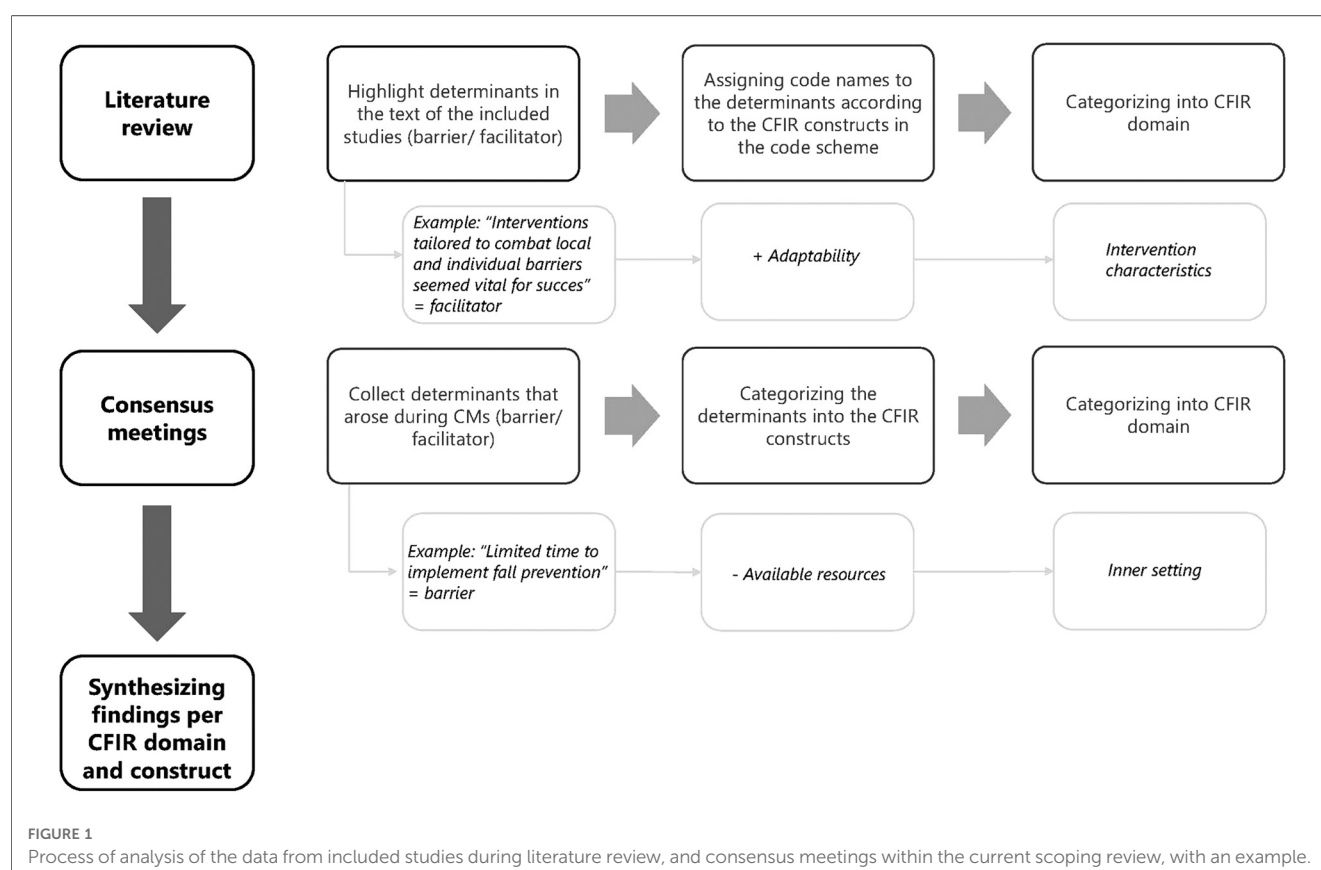 Literature
review
Highlight determinants in
the text of the included
studies (barrier/ facilitator)
Assigning code names to
the determinants according
to the CFIR constructs in
the code scheme
Categorizing into CFIR
domain
Example: “Interventions
tailored to combat local
and individual barriers
seemed vital for succes”
= facilitator
+ Adaptability
Intervention
characteristics
Consensus
meetings
Collect determinants that
arose during CMs (barrier/
facilitator)
Categorizing the
determinants into the CFIR
constructs
Categorizing into CFIR
domain
Example: “Limited time to
implement fall prevention”
= barrier
- Available resources
Inner setting
Synthesizing
findings per
CFIR domain
and construct
FIGURE 1
Process of analysis of the data from included studies during literature review, and consensus meetings within the current scoping review, with an example.